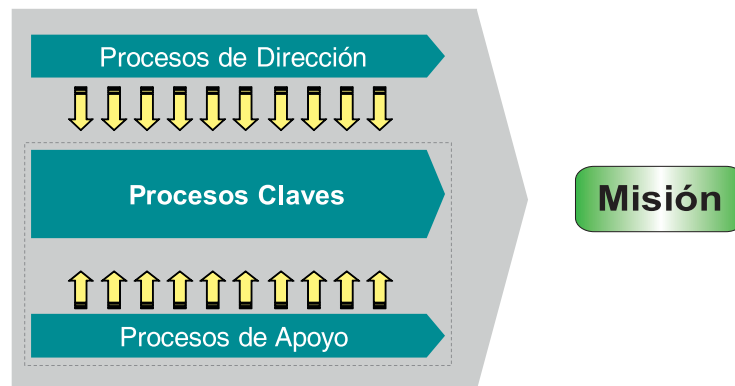 Procesos de Dirección
Procesos Claves
Misión
Procesos de Apoyo